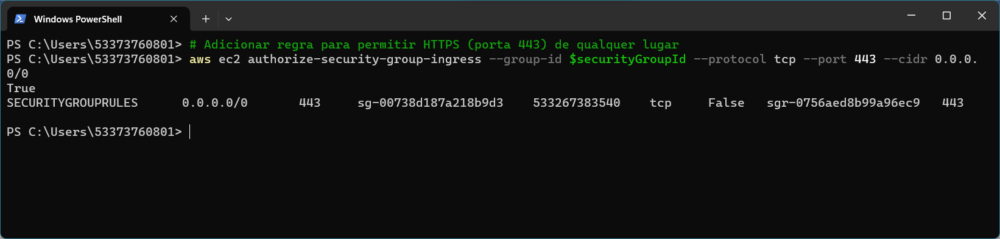 Windows PowerShell
PS C:\Users\53373760801> # Adicionar regra para permitir HTTPS (porta 443) de qualquer lugar
PS C:\Users\53373760801> aws ec2 authorize-security-group-ingress --group-id $securityGroupId --protocol tcp --port 443 --cidr 0.0.0.
0/0
True
SECURITYGROUPRULES      0.0.0.0/0       443     sg-00738d187a218b9d3    533267383540    tcp     False   sgr-0756aed8b99a96ec9   443
PS C:\Users\53373760801>